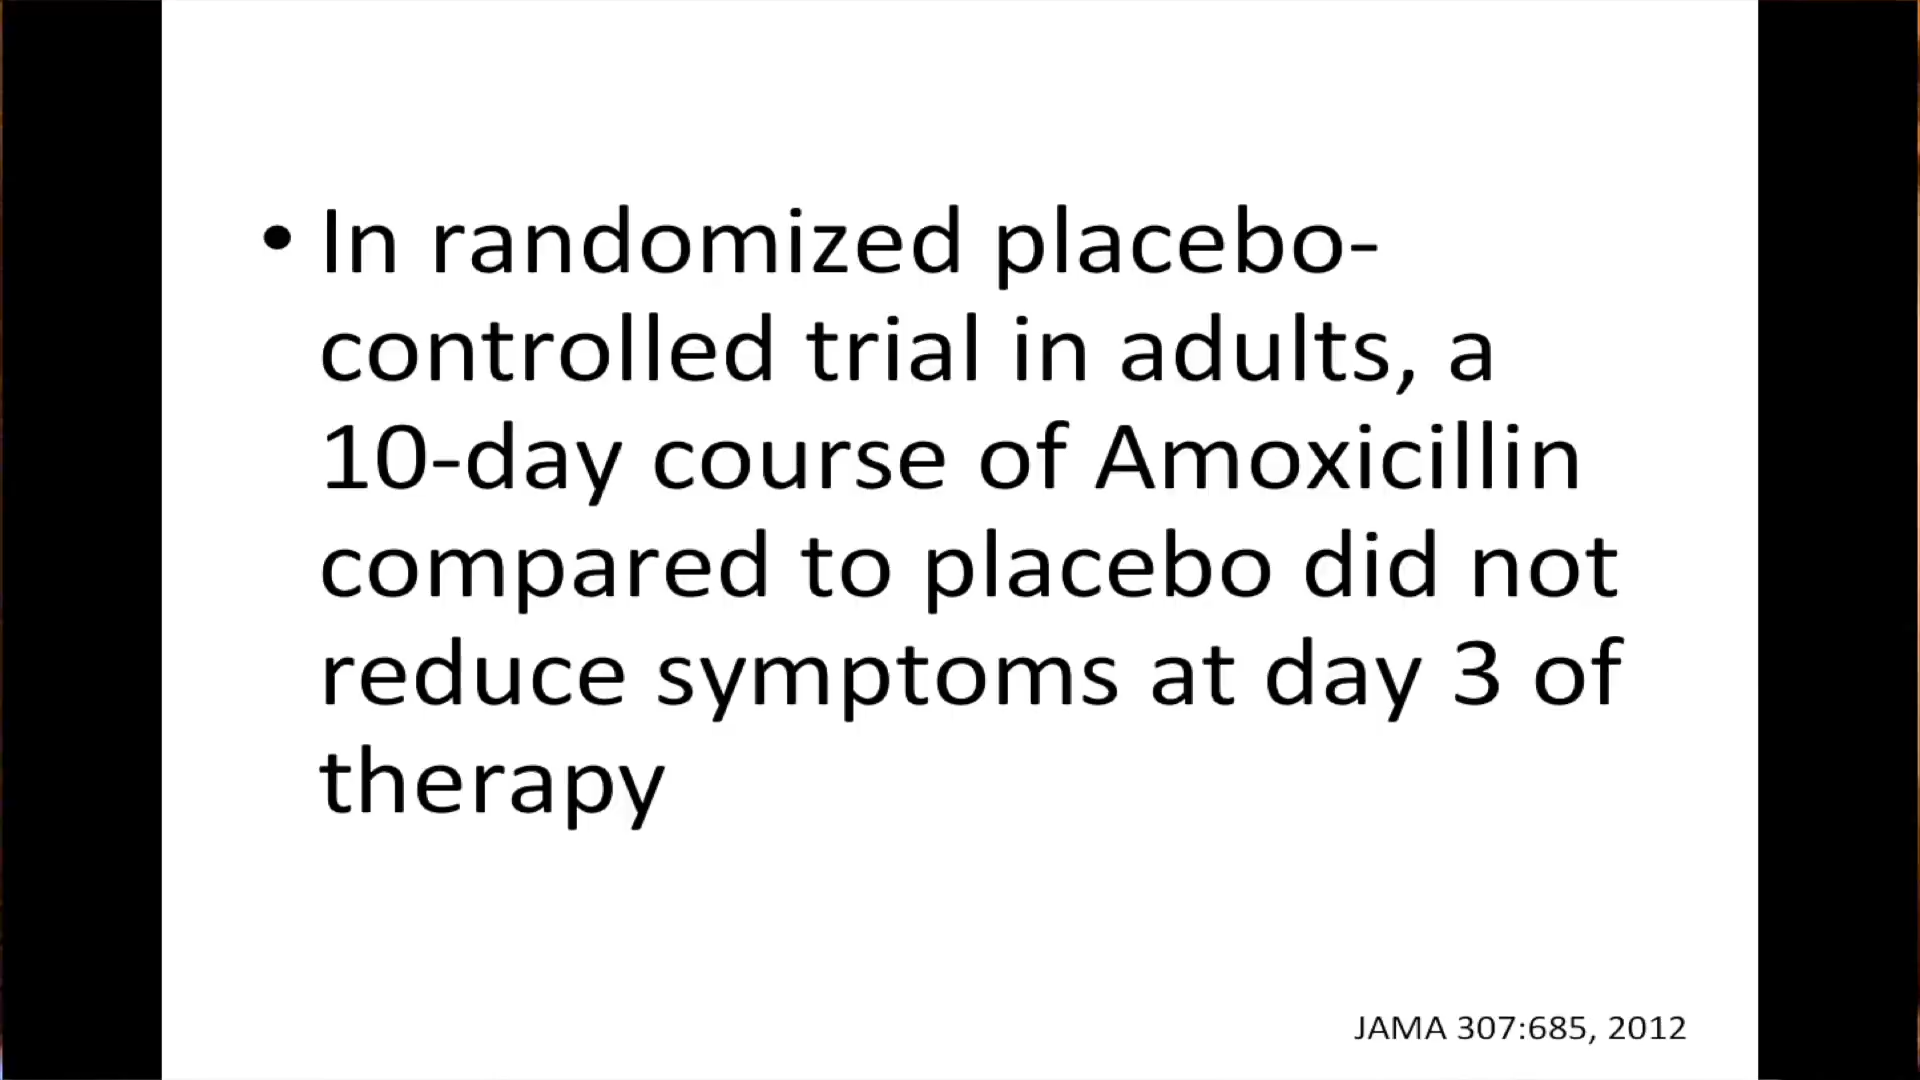 • In randomized placebo-
controlled trial in adults, a
10-day course of Amoxicillin
compared to placebo did not
reduce symptoms at day 3 of
therapy
JAMA 307:685, 2012